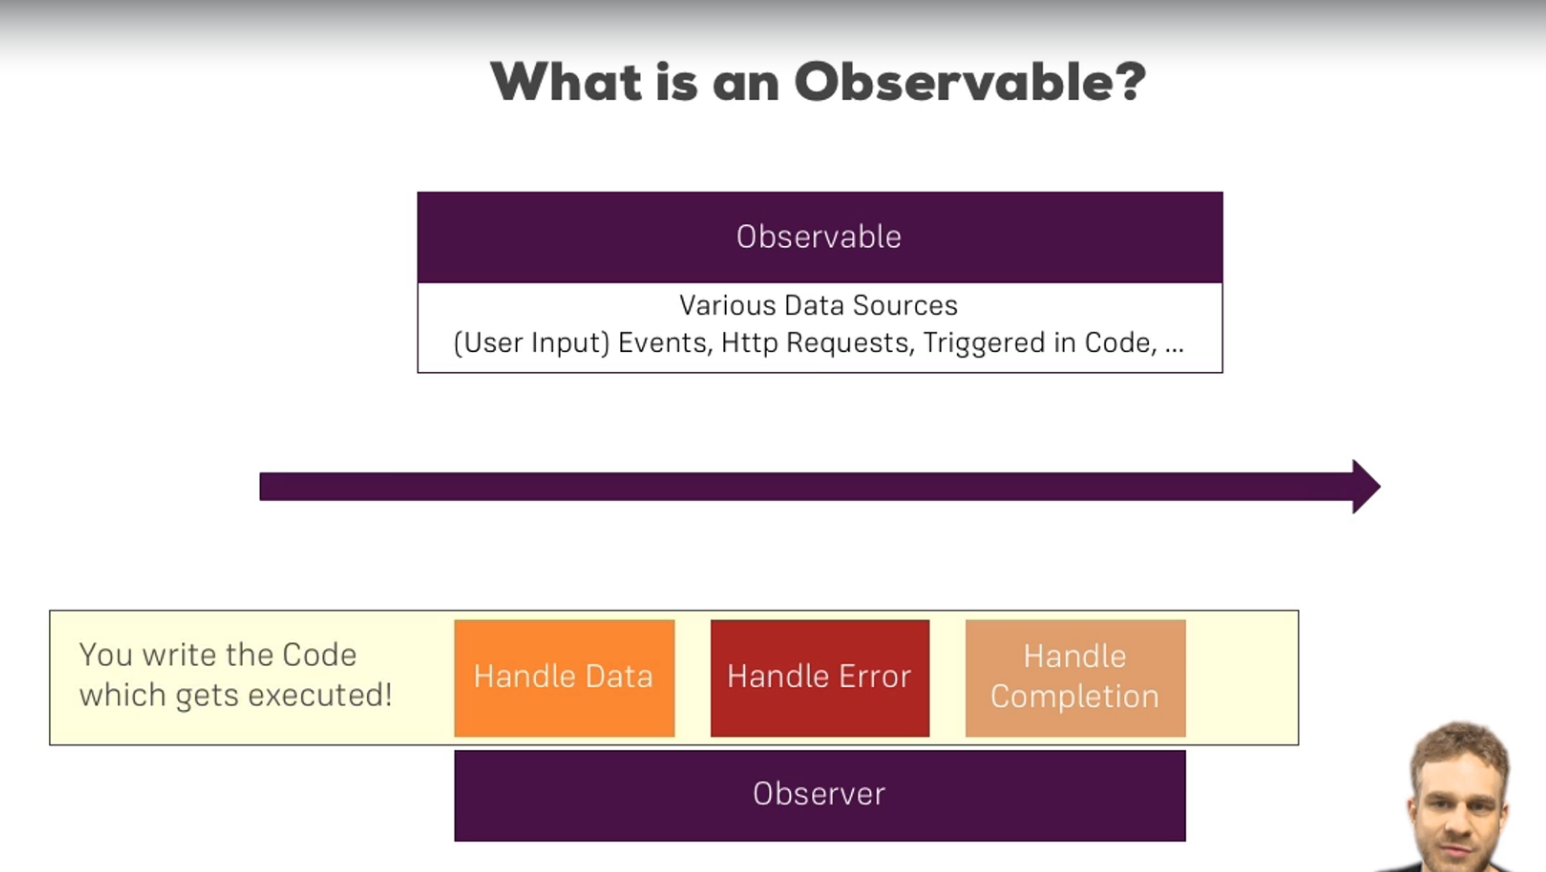 What is an Observable?
Observable
Various Data Sources
(User Input) Events, Http Requests, Triggered in Code, ...
You write the Code
which gets executed!
Handle Data
Handle Error
Handle
Completion
Observer